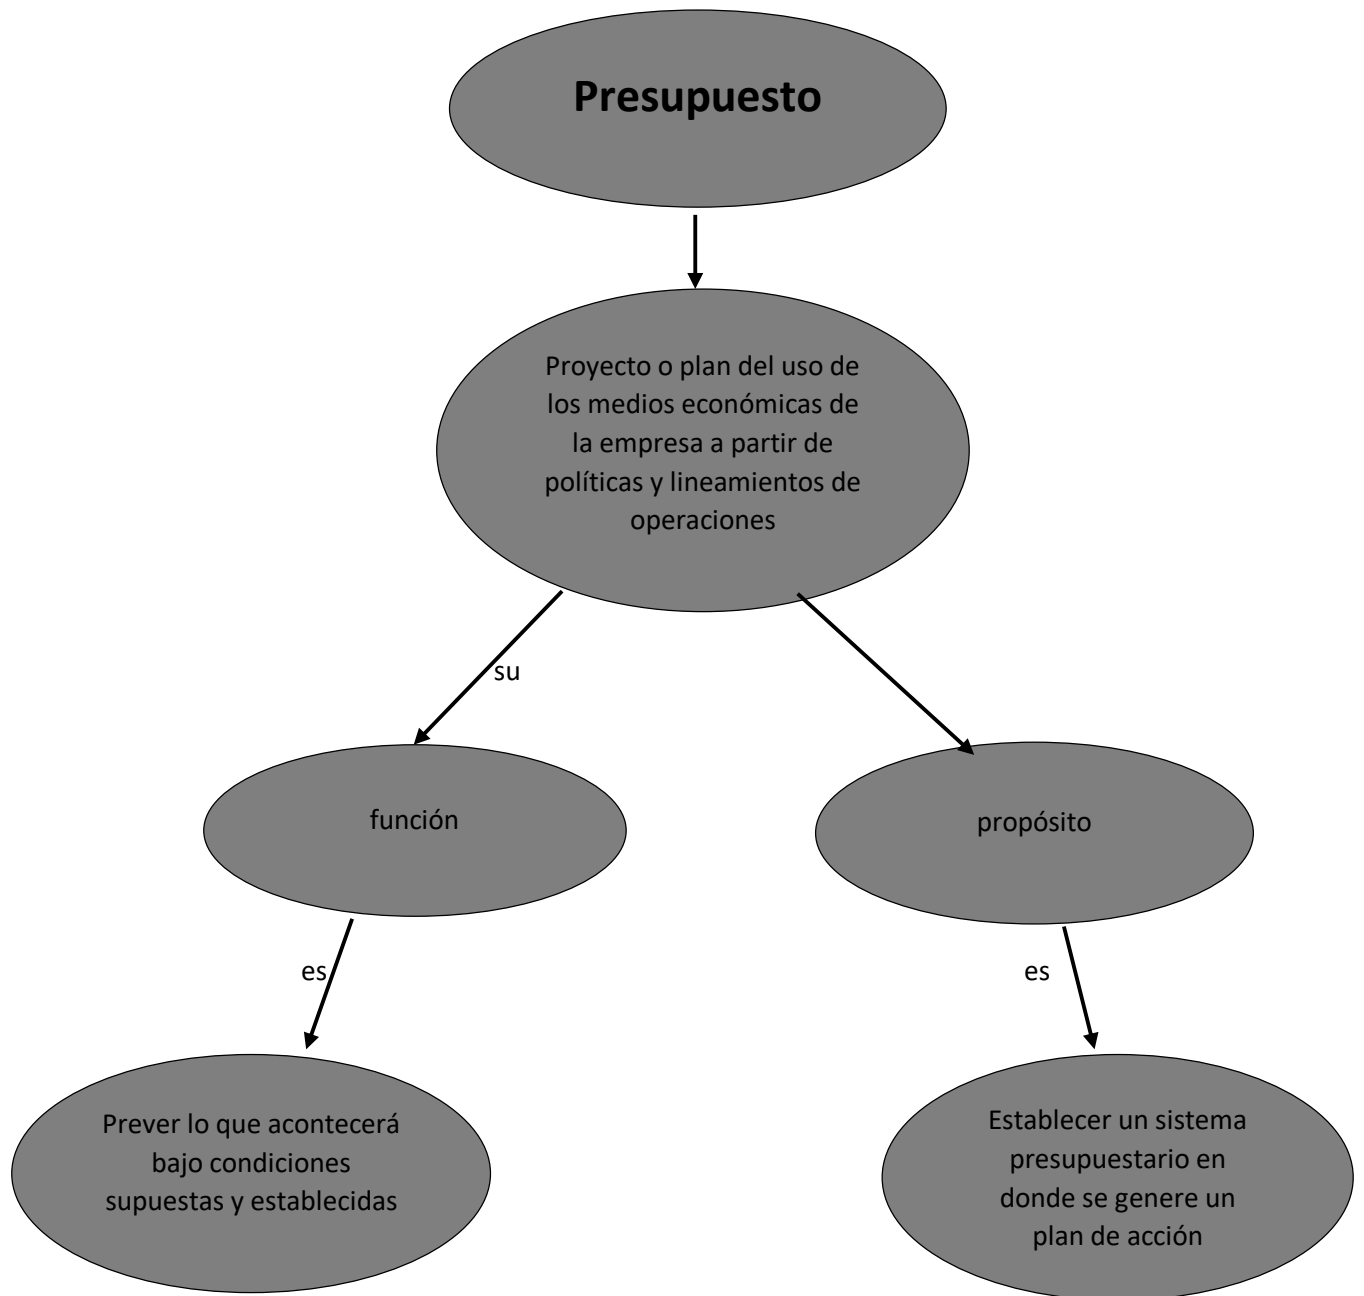 Presupuesto
Proyecto o plan del uso de
los medios económicas de
la empresa a partir de
políticas y lineamientos de
operaciones
su
función
propósito
es
es
Prever lo que acontecerá
bajo condiciones
supuestas y establecidas
Establecer un sistema
presupuestario en
donde se genere un
plan de acción